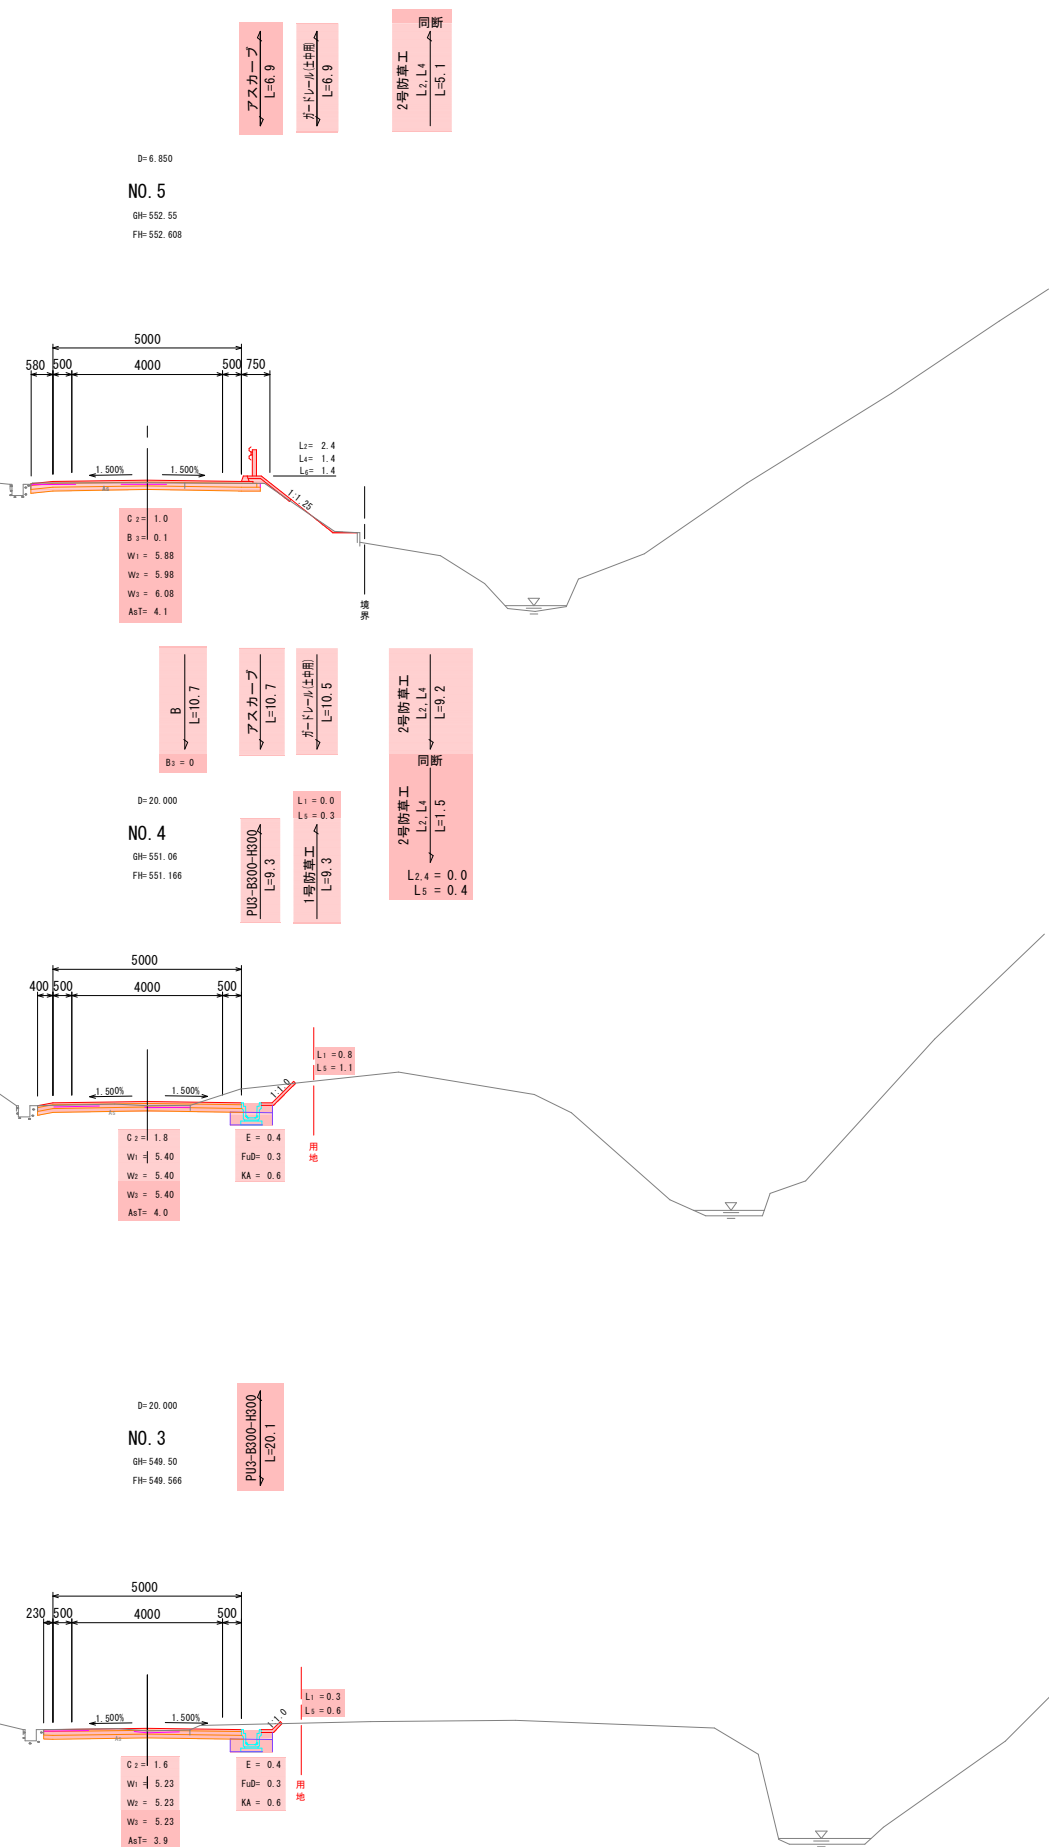 同断
アスカーブ
L=6.9
ガードレール(土中用)
L=6.9
2号防草工
L2, L4
L=5.1
D=6.850
NO.5
GH=552.55
FH=552.608
5000
580
500
4000
500
750
L2= 2.4
L4= 1.4
L6= 1.4
1.500%
1.500%
As
1:1.25
C2= 1.0
B3= 0.1
W1= 5.88
W2= 5.98
W3= 6.08
AsT= 4.1
境界
B
L=10.7
B3 = 0
アスカーブ
L=10.7
ガードレール(土中用)
L=10.5
2号防草工
L2, L4
L=9.2
同断
2号防草工
L2, L4
L=1.5
L2,4 = 0.0
L5 = 0.4
D=20.000
NO.4
GH=551.06
FH=551.166
L1 = 0.0
L5 = 0.3
PU3-B300-H300
L=9.3
1号防草工
L=9.3
5000
400
500
4000
500
L1 =0.8
L5 =1.1
1.500%
1.500%
1:1.0
As
C2= 1.8
W1= 5.40
W2= 5.40
W3= 5.40
AsT= 4.0
E = 0.4
FuD= 0.3
KA = 0.6
用地
D=20.000
NO.3
GH=549.50
FH=549.566
PU3-B300-H300
L=20.1
5000
230
500
4000
500
L1 =0.3
L5 =0.6
1.500%
1.500%
1:1.0
As
C2= 1.6
W1= 5.23
W2= 5.23
W3= 5.23
AsT= 3.9
E = 0.4
FuD= 0.3
KA = 0.6
用地